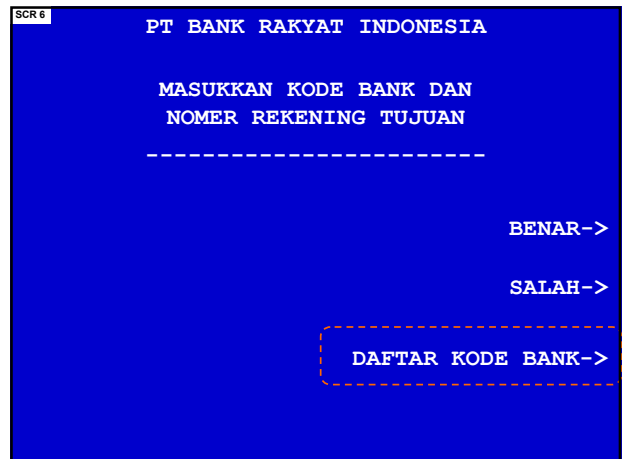 SCR 6
PT BANK RAKYAT INDONESIA
MASUKKAN KODE BANK DAN
NOMER REKENING TUJUAN
------------------------
BENAR->
SALAH->
DAFTAR KODE BANK->